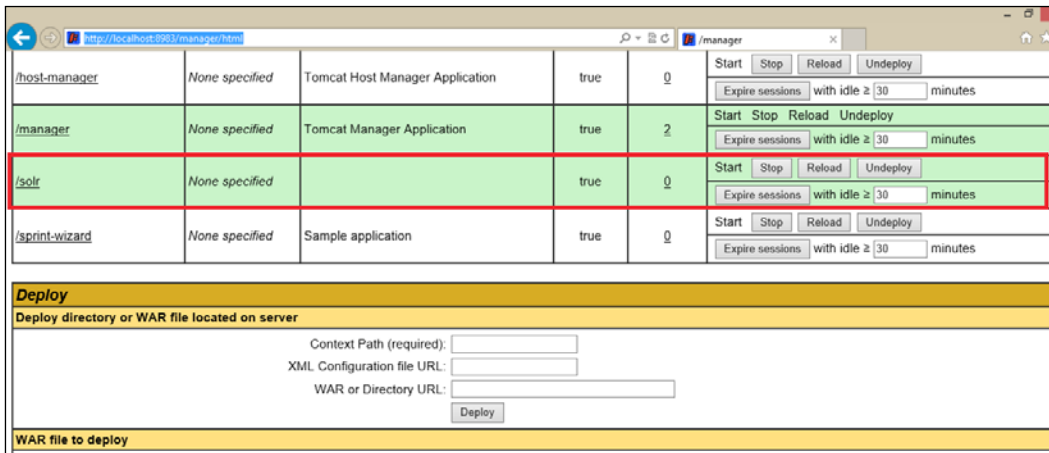 http://localhost:8983/manager/html
/manager
/host-manager None specified Tomcat Host Manager Application true 0 Start Stop Reload Undeploy
Expire sessions with idle ≥ 30 minutes
/manager None specified Tomcat Manager Application true 2 Start Stop Reload Undeploy
Expire sessions with idle ≥ 30 minutes
/solr None specified true 0 Start Stop Reload Undeploy
Expire sessions with idle ≥ 30 minutes
/sprint-wizard None specified Sample application true 0 Start Stop Reload Undeploy
Expire sessions with idle ≥ 30 minutes
Deploy
Deploy directory or WAR file located on server
Context Path (required):
XML Configuration file URL:
WAR or Directory URL:
Deploy
WAR file to deploy